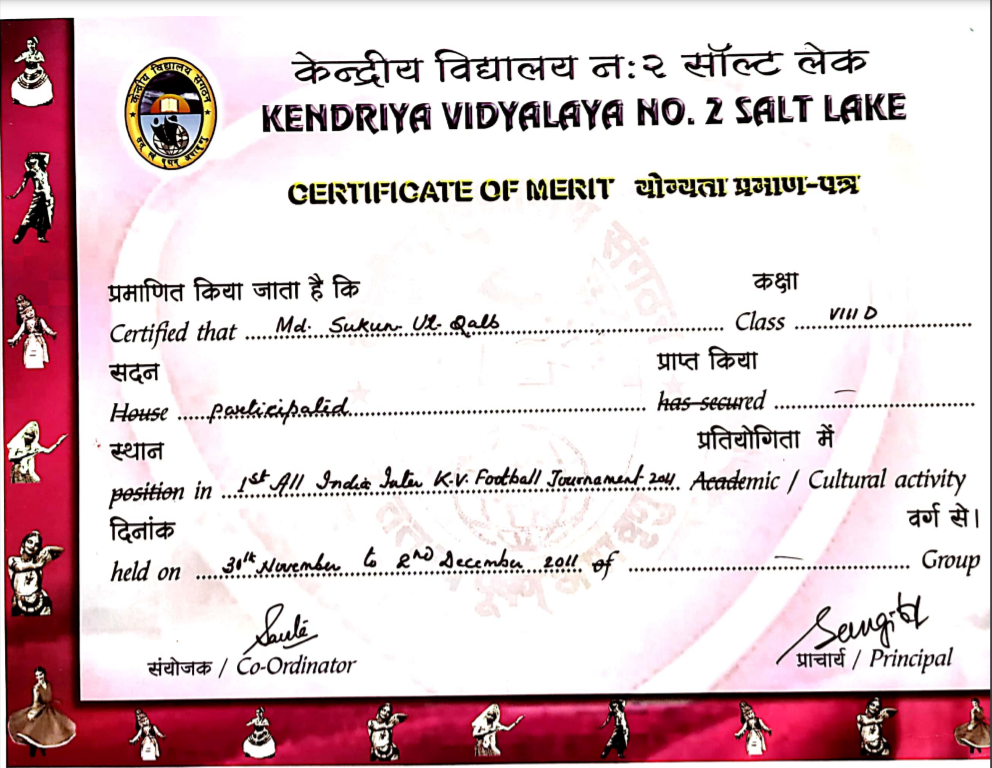 केन्द्रीय विद्यालय संगठन
केन्द्रीय विद्यालय न:२ सॉल्ट लेक
KENDRIYA VIDYALAYA NO. 2 SALT LAKE
CERTIFICATE OF MERIT योग्यता प्रमाण-पत्र
प्रमाणित किया जाता है कि कक्षा
Certified that Md. Sukun Ul Qalb Class VIII D
सदन प्राप्त किया
House participated has secured —
स्थान प्रतियोगिता में
position in 1st All India Inter K.V. Football Tournament 2011. Academic / Cultural activity
दिनांक वर्ग से।
held on 30th November to 2nd December 2011 of — Group
संयोजक / Co-Ordinator प्राचार्य / Principal